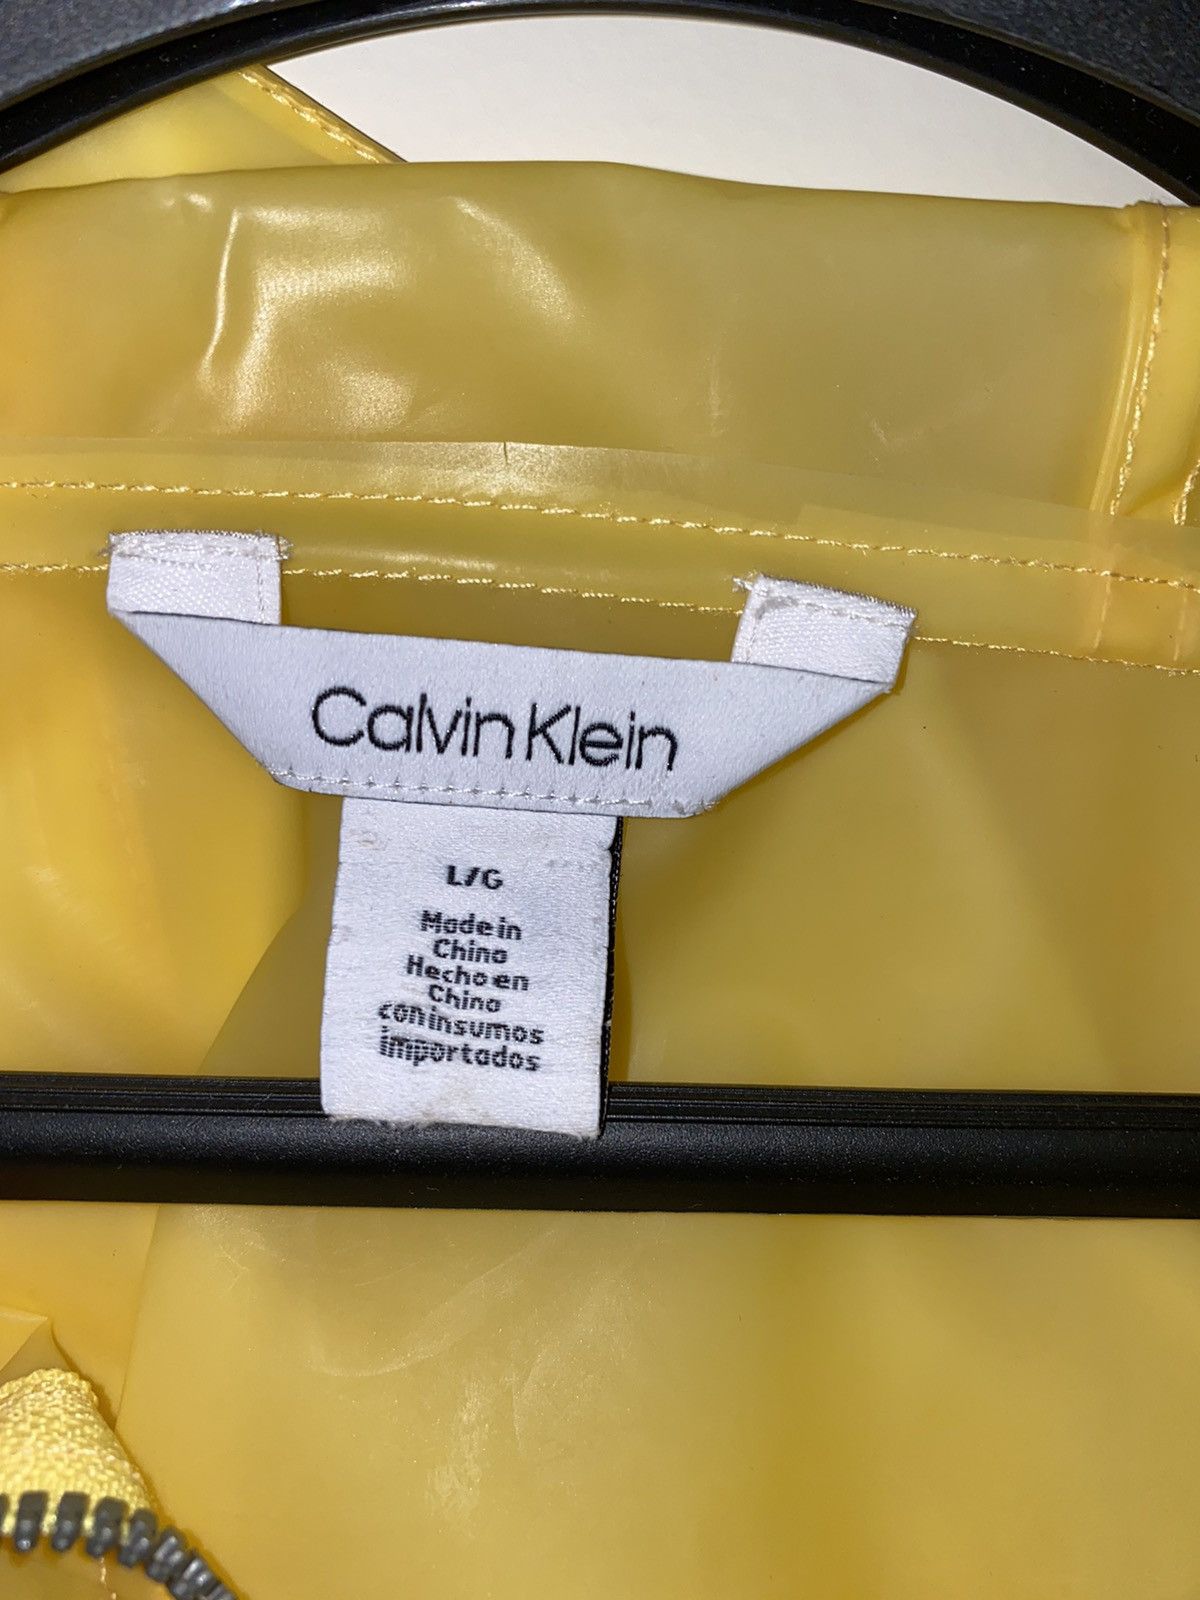 Calvin Klein
L/G
Made in
China
Hecho en
China
con insumos
importados